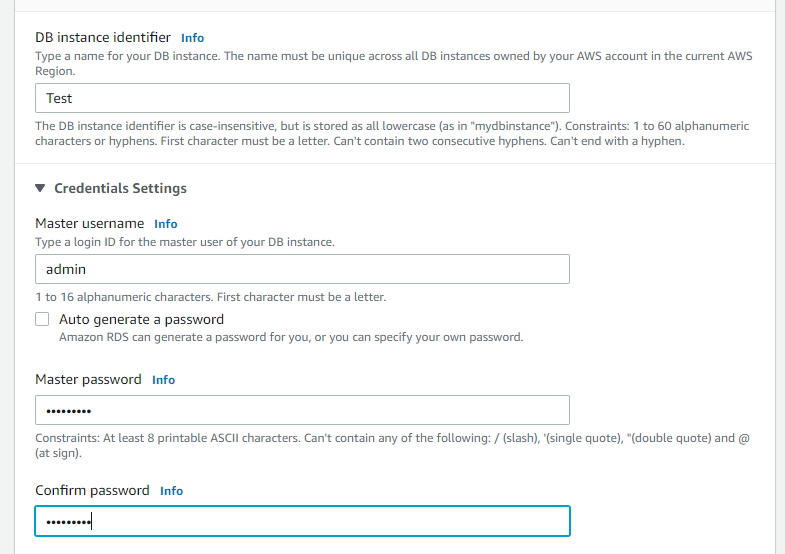 DB instance identifier Info
Type a name for your DB instance. The name must be unique across all DB instances owned by your AWS account in the current AWS
Region.
Test
The DB instance identifier is case-insensitive, but is stored as all lowercase (as in "mydbinstance"). Constraints: 1 to 60 alphanumeric
characters or hyphens. First character must be a letter. Can't contain two consecutive hyphens. Can't end with a hyphen.
Credentials Settings
Master username Info
Type a login ID for the master user of your DB instance.
admin
1 to 16 alphanumeric characters. First character must be a letter.
Auto generate a password
Amazon RDS can generate a password for you, or you can specify your own password.
Master password Info
•••••••••
Constraints: At least 8 printable ASCII characters. Can't contain any of the following: / (slash), '(single quote), "(double quote) and @
(at sign).
Confirm password Info
•••••••••